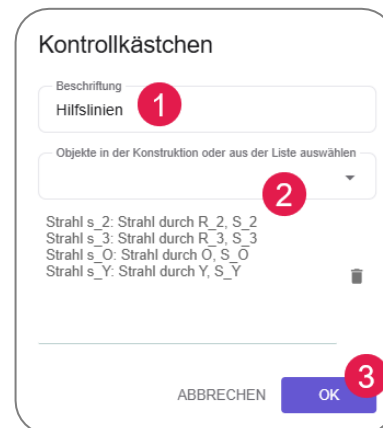 Kontrollkästchen
Beschriftung
Hilfslinien
1
Objekte in der Konstruktion oder aus der Liste auswählen
2
Strahl s_2: Strahl durch R_2, S_2
Strahl s_3: Strahl durch R_3, S_3
Strahl s_O: Strahl durch O, S_O
Strahl s_Y: Strahl durch Y, S_Y
3
ABBRECHEN OK